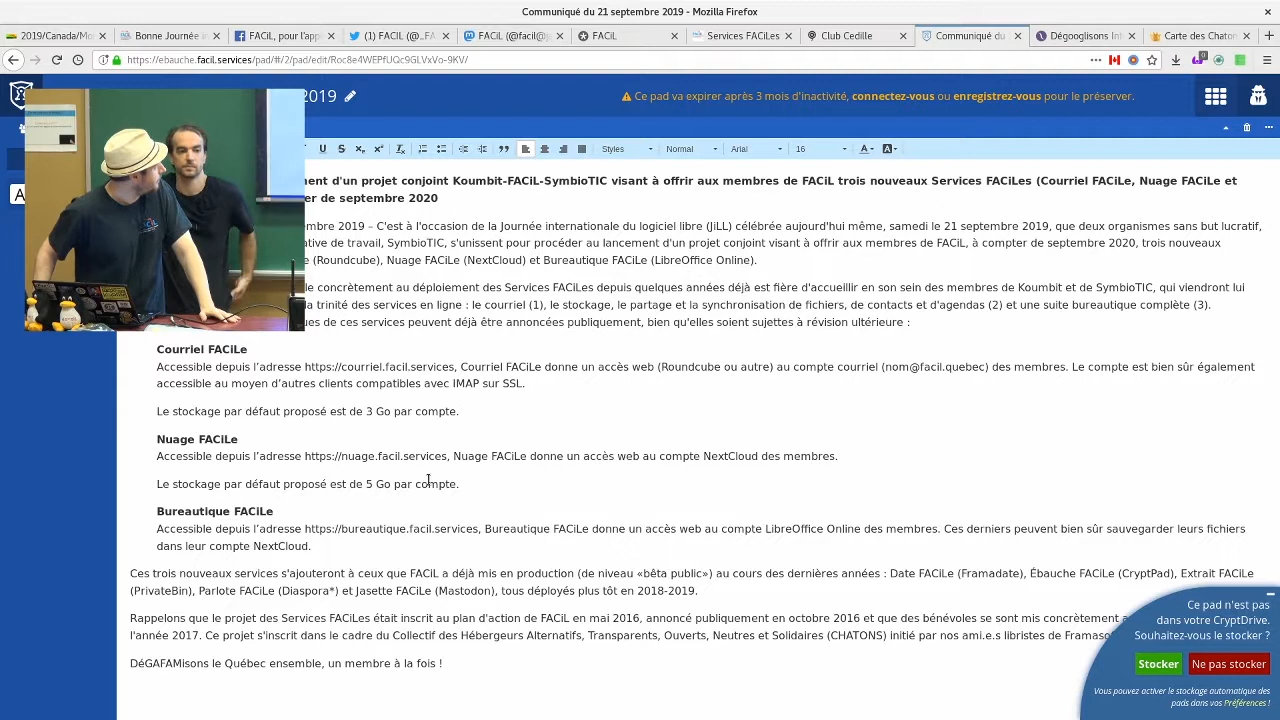 Communiqué du 21 septembre 2019 - Mozilla Firefox
2019/Canada/Mo
Bonne Journée i
FACiL, pour l'app
(1) FACiL (@_FA
FACiL (@facil@
FACiL
Services FACiLes
Club Cedille
Communiqué du
Dégooglisons Int
Carte des Chaton
https://ebauche.facil.services/pad/#/2/pad/edit/Roc8e4WEPfUQc9GLVxVo-9KV/
2019
Ce pad va expirer après 3 mois d'inactivité, connectez-vous ou enregistrez-vous pour le préserver.
Styles
Normal
Arial
16
ment d'un projet conjoint Koumbit-FACiL-SymbioTIC visant à offrir aux membres de FACiL trois nouveaux Services FACiLes (Courriel FACiLe, Nuage FACiLe et
er de septembre 2020
mbre 2019 – C'est à l'occasion de la Journée internationale du logiciel libre (JiLL) célébrée aujourd'hui même, samedi le 21 septembre 2019, que deux organismes sans but lucratif,
ative de travail, SymbioTIC, s'unissent pour procéder au lancement d'un projet conjoint visant à offrir aux membres de FACiL, à compter de septembre 2020, trois nouveaux
e (Roundcube), Nuage FACiLe (NextCloud) et Bureautique FACiLe (LibreOffice Online).
le concrètement au déploiement des Services FACiLes depuis quelques années déjà est fière d'accueillir en son sein des membres de Koumbit et de SymbioTIC, qui viendront lui
la trinité des services en ligne : le courriel (1), le stockage, le partage et la synchronisation de fichiers, de contacts et d'agendas (2) et une suite bureautique complète (3).
ues de ces services peuvent déjà être annoncées publiquement, bien qu'elles soient sujettes à révision ultérieure :
Courriel FACiLe
Accessible depuis l’adresse https://courriel.facil.services, Courriel FACiLe donne un accès web (Roundcube ou autre) au compte courriel (nom@facil.quebec) des membres. Le compte est bien sûr également
accessible au moyen d’autres clients compatibles avec IMAP sur SSL.
Le stockage par défaut proposé est de 3 Go par compte.
Nuage FACiLe
Accessible depuis l’adresse https://nuage.facil.services, Nuage FACiLe donne un accès web au compte NextCloud des membres.
Le stockage par défaut proposé est de 5 Go par compte.
Bureautique FACiLe
Accessible depuis l’adresse https://bureautique.facil.services, Bureautique FACiLe donne un accès web au compte LibreOffice Online des membres. Ces derniers peuvent bien sûr sauvegarder leurs fichiers
dans leur compte NextCloud.
Ces trois nouveaux services s'ajouteront à ceux que FACiL a déjà mis en production (de niveau «bêta public») au cours des dernières années : Date FACiLe (Framadate), Ébauche FACiLe (CryptPad), Extrait FACiLe
(PrivateBin), Parlote FACiLe (Diaspora*) et Jasette FACiLe (Mastodon), tous déployés plus tôt en 2018-2019.
Rappelons que le projet des Services FACiLes était inscrit au plan d'action de FACiL en mai 2016, annoncé publiquement en octobre 2016 et que des bénévoles se sont mis concrètement a
l'année 2017. Ce projet s'inscrit dans le cadre du Collectif des Hébergeurs Alternatifs, Transparents, Ouverts, Neutres et Solidaires (CHATONS) initié par nos ami.e.s libristes de Framaso
DéGAFAMisons le Québec ensemble, un membre à la fois !
Ce pad n'est pas
dans votre CryptDrive.
Souhaitez-vous le stocker ?
Stocker
Ne pas stocker
Vous pouvez activer le stockage automatique des
pads dans vos Préférences !